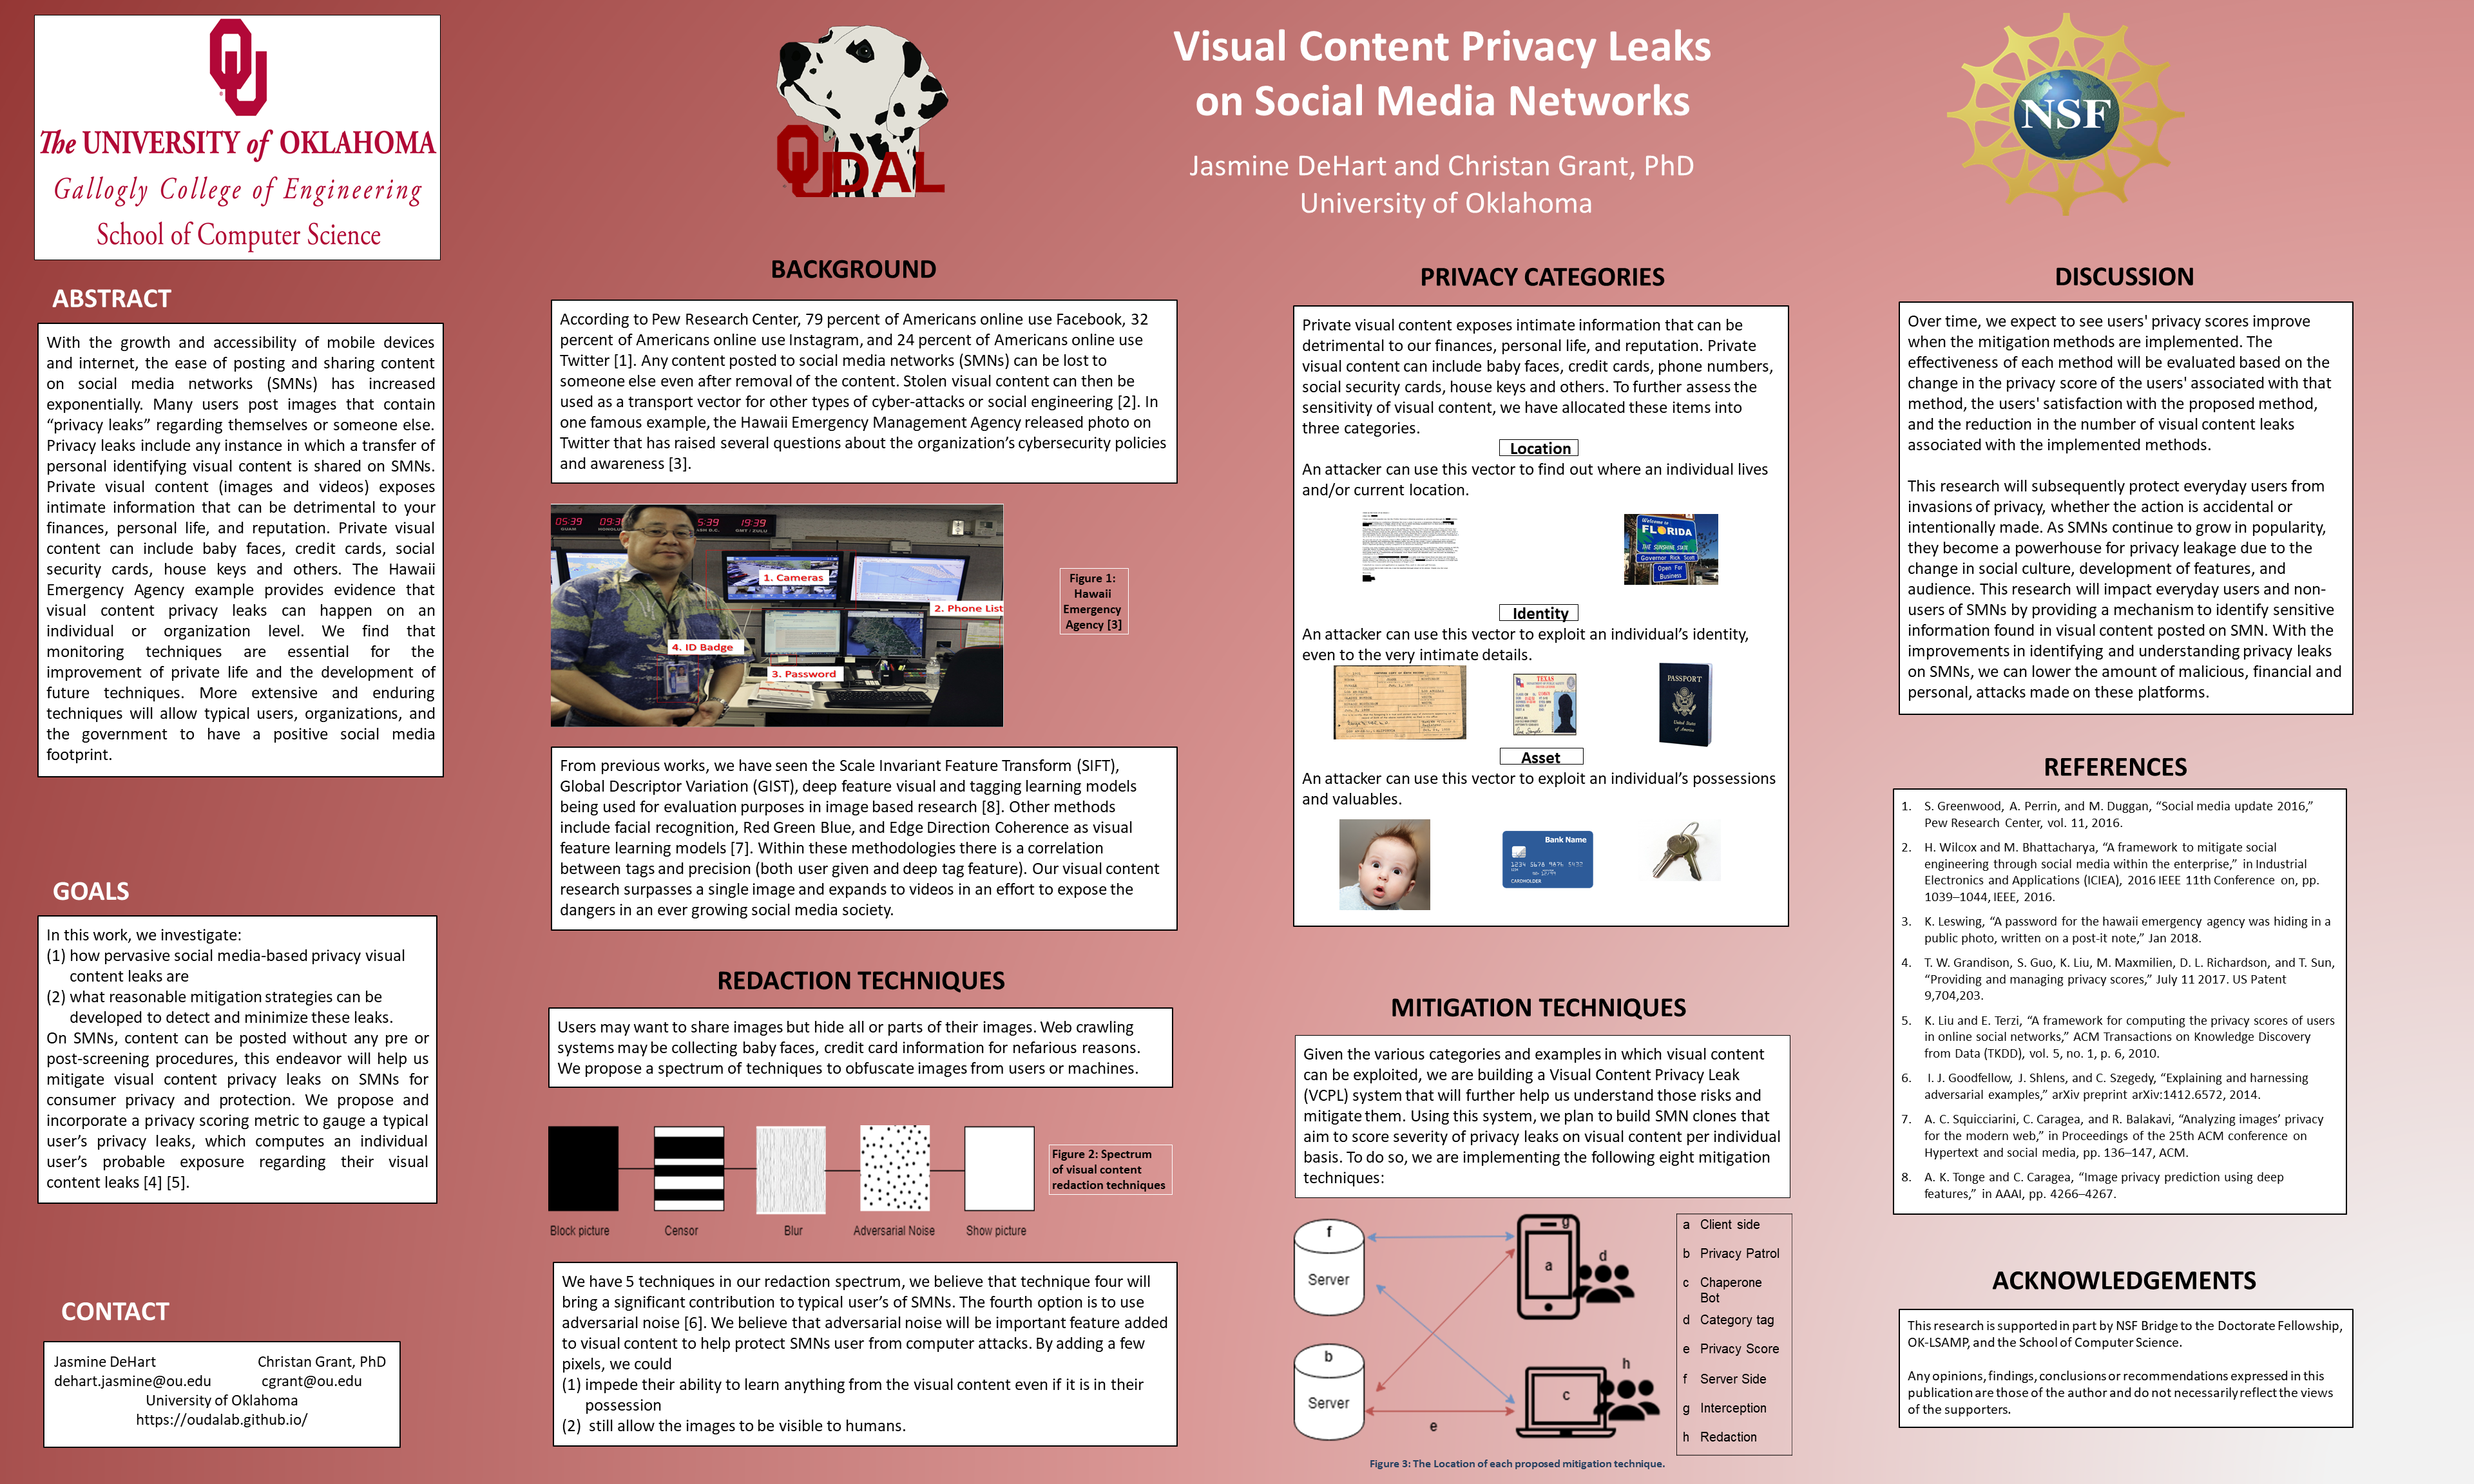 The UNIVERSITY of OKLAHOMA
Gallogly College of Engineering
School of Computer Science
OU DAL
Visual Content Privacy Leaks
on Social Media Networks
Jasmine DeHart and Christan Grant, PhD
University of Oklahoma
NSF
ABSTRACT
With the growth and accessibility of mobile devices
and internet, the ease of posting and sharing content
on social media networks (SMNs) has increased
exponentially. Many users post images that contain
“privacy leaks” regarding themselves or someone else.
Privacy leaks include any instance in which a transfer of
personal identifying visual content is shared on SMNs.
Private visual content (images and videos) exposes
intimate information that can be detrimental to your
finances, personal life, and reputation. Private visual
content can include baby faces, credit cards, social
security cards, house keys and others. The Hawaii
Emergency Agency example provides evidence that
visual content privacy leaks can happen on an
individual or organization level. We find that
monitoring techniques are essential for the
improvement of private life and the development of
future techniques. More extensive and enduring
techniques will allow typical users, organizations, and
the government to have a positive social media
footprint.
GOALS
In this work, we investigate:
(1) how pervasive social media-based privacy visual
content leaks are
(2) what reasonable mitigation strategies can be
developed to detect and minimize these leaks.
On SMNs, content can be posted without any pre or
post-screening procedures, this endeavor will help us
mitigate visual content privacy leaks on SMNs for
consumer privacy and protection. We propose and
incorporate a privacy scoring metric to gauge a typical
user’s privacy leaks, which computes an individual
user’s probable exposure regarding their visual
content leaks [4] [5].
CONTACT
Jasmine DeHart Christan Grant, PhD
dehart.jasmine@ou.edu cgrant@ou.edu
University of Oklahoma
https://oudalab.github.io/
BACKGROUND
According to Pew Research Center, 79 percent of Americans online use Facebook, 32
percent of Americans online use Instagram, and 24 percent of Americans online use
Twitter [1]. Any content posted to social media networks (SMNs) can be lost to
someone else even after removal of the content. Stolen visual content can then be
used as a transport vector for other types of cyber-attacks or social engineering [2]. In
one famous example, the Hawaii Emergency Management Agency released photo on
Twitter that has raised several questions about the organization’s cybersecurity policies
and awareness [3].
05:39 09:3 5:39 19:39
GUAM
1. Cameras
2. Phone List
4. ID Badge
3. Password
Figure 1:
Hawaii
Emergency
Agency [3]
From previous works, we have seen the Scale Invariant Feature Transform (SIFT),
Global Descriptor Variation (GIST), deep feature visual and tagging learning models
being used for evaluation purposes in image based research [8]. Other methods
include facial recognition, Red Green Blue, and Edge Direction Coherence as visual
feature learning models [7]. Within these methodologies there is a correlation
between tags and precision (both user given and deep tag feature). Our visual content
research surpasses a single image and expands to videos in an effort to expose the
dangers in an ever growing social media society.
REDACTION TECHNIQUES
Users may want to share images but hide all or parts of their images. Web crawling
systems may be collecting baby faces, credit card information for nefarious reasons.
We propose a spectrum of techniques to obfuscate images from users or machines.
Block picture Censor Blur Adversarial Noise Show picture
Figure 2: Spectrum
of visual content
redaction techniques
We have 5 techniques in our redaction spectrum, we believe that technique four will
bring a significant contribution to typical user’s of SMNs. The fourth option is to use
adversarial noise [6]. We believe that adversarial noise will be important feature added
to visual content to help protect SMNs user from computer attacks. By adding a few
pixels, we could
(1) impede their ability to learn anything from the visual content even if it is in their
possession
(2) still allow the images to be visible to humans.
PRIVACY CATEGORIES
Private visual content exposes intimate information that can be
detrimental to our finances, personal life, and reputation. Private
visual content can include baby faces, credit cards, phone numbers,
social security cards, house keys and others. To further assess the
sensitivity of visual content, we have allocated these items into
three categories.
Location
An attacker can use this vector to find out where an individual lives
and/or current location.
Welcome to
FLORIDA
THE SUNSHINE STATE
Governor Rick Scott
Open For
Business
Identity
An attacker can use this vector to exploit an individual’s identity,
even to the very intimate details.
TEXAS
PASSPORT
United States
of America
Asset
An attacker can use this vector to exploit an individual’s possessions
and valuables.
Bank Name
1234 5678 9876 5432
12/99
CARDHOLDER
MITIGATION TECHNIQUES
Given the various categories and examples in which visual content
can be exploited, we are building a Visual Content Privacy Leak
(VCPL) system that will further help us understand those risks and
mitigate them. Using this system, we plan to build SMN clones that
aim to score severity of privacy leaks on visual content per individual
basis. To do so, we are implementing the following eight mitigation
techniques:
f
Server
b
Server
g
a
d
h
c
e
a Client side
b Privacy Patrol
c Chaperone
Bot
d Category tag
e Privacy Score
f Server Side
g Interception
h Redaction
Figure 3: The Location of each proposed mitigation technique.
DISCUSSION
Over time, we expect to see users' privacy scores improve
when the mitigation methods are implemented. The
effectiveness of each method will be evaluated based on the
change in the privacy score of the users' associated with that
method, the users' satisfaction with the proposed method,
and the reduction in the number of visual content leaks
associated with the implemented methods.
This research will subsequently protect everyday users from
invasions of privacy, whether the action is accidental or
intentionally made. As SMNs continue to grow in popularity,
they become a powerhouse for privacy leakage due to the
change in social culture, development of features, and
audience. This research will impact everyday users and non-
users of SMNs by providing a mechanism to identify sensitive
information found in visual content posted on SMN. With the
improvements in identifying and understanding privacy leaks
on SMNs, we can lower the amount of malicious, financial and
personal, attacks made on these platforms.
REFERENCES
1. S. Greenwood, A. Perrin, and M. Duggan, “Social media update 2016,”
Pew Research Center, vol. 11, 2016.
2. H. Wilcox and M. Bhattacharya, “A framework to mitigate social
engineering through social media within the enterprise,” in Industrial
Electronics and Applications (ICIEA), 2016 IEEE 11th Conference on, pp.
1039–1044, IEEE, 2016.
3. K. Leswing, “A password for the hawaii emergency agency was hiding in a
public photo, written on a post-it note,” Jan 2018.
4. T. W. Grandison, S. Guo, K. Liu, M. Maxmilien, D. L. Richardson, and T. Sun,
“Providing and managing privacy scores,” July 11 2017. US Patent
9,704,203.
5. K. Liu and E. Terzi, “A framework for computing the privacy scores of users
in online social networks,” ACM Transactions on Knowledge Discovery
from Data (TKDD), vol. 5, no. 1, p. 6, 2010.
6. I. J. Goodfellow, J. Shlens, and C. Szegedy, “Explaining and harnessing
adversarial examples,” arXiv preprint arXiv:1412.6572, 2014.
7. A. C. Squicciarini, C. Caragea, and R. Balakavi, “Analyzing images’ privacy
for the modern web,” in Proceedings of the 25th ACM conference on
Hypertext and social media, pp. 136–147, ACM.
8. A. K. Tonge and C. Caragea, “Image privacy prediction using deep
features,” in AAAI, pp. 4266–4267.
ACKNOWLEDGEMENTS
This research is supported in part by NSF Bridge to the Doctorate Fellowship,
OK-LSAMP, and the School of Computer Science.
Any opinions, findings, conclusions or recommendations expressed in this
publication are those of the author and do not necessarily reflect the views
of the supporters.